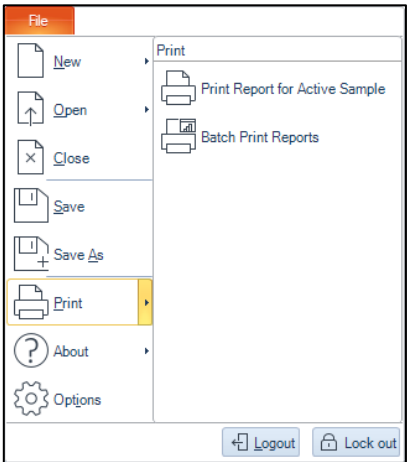 File
New
Open
Close
Save
Save As
Print
About
Options
Print
Print Report for Active Sample
Batch Print Reports
Logout
Lock out